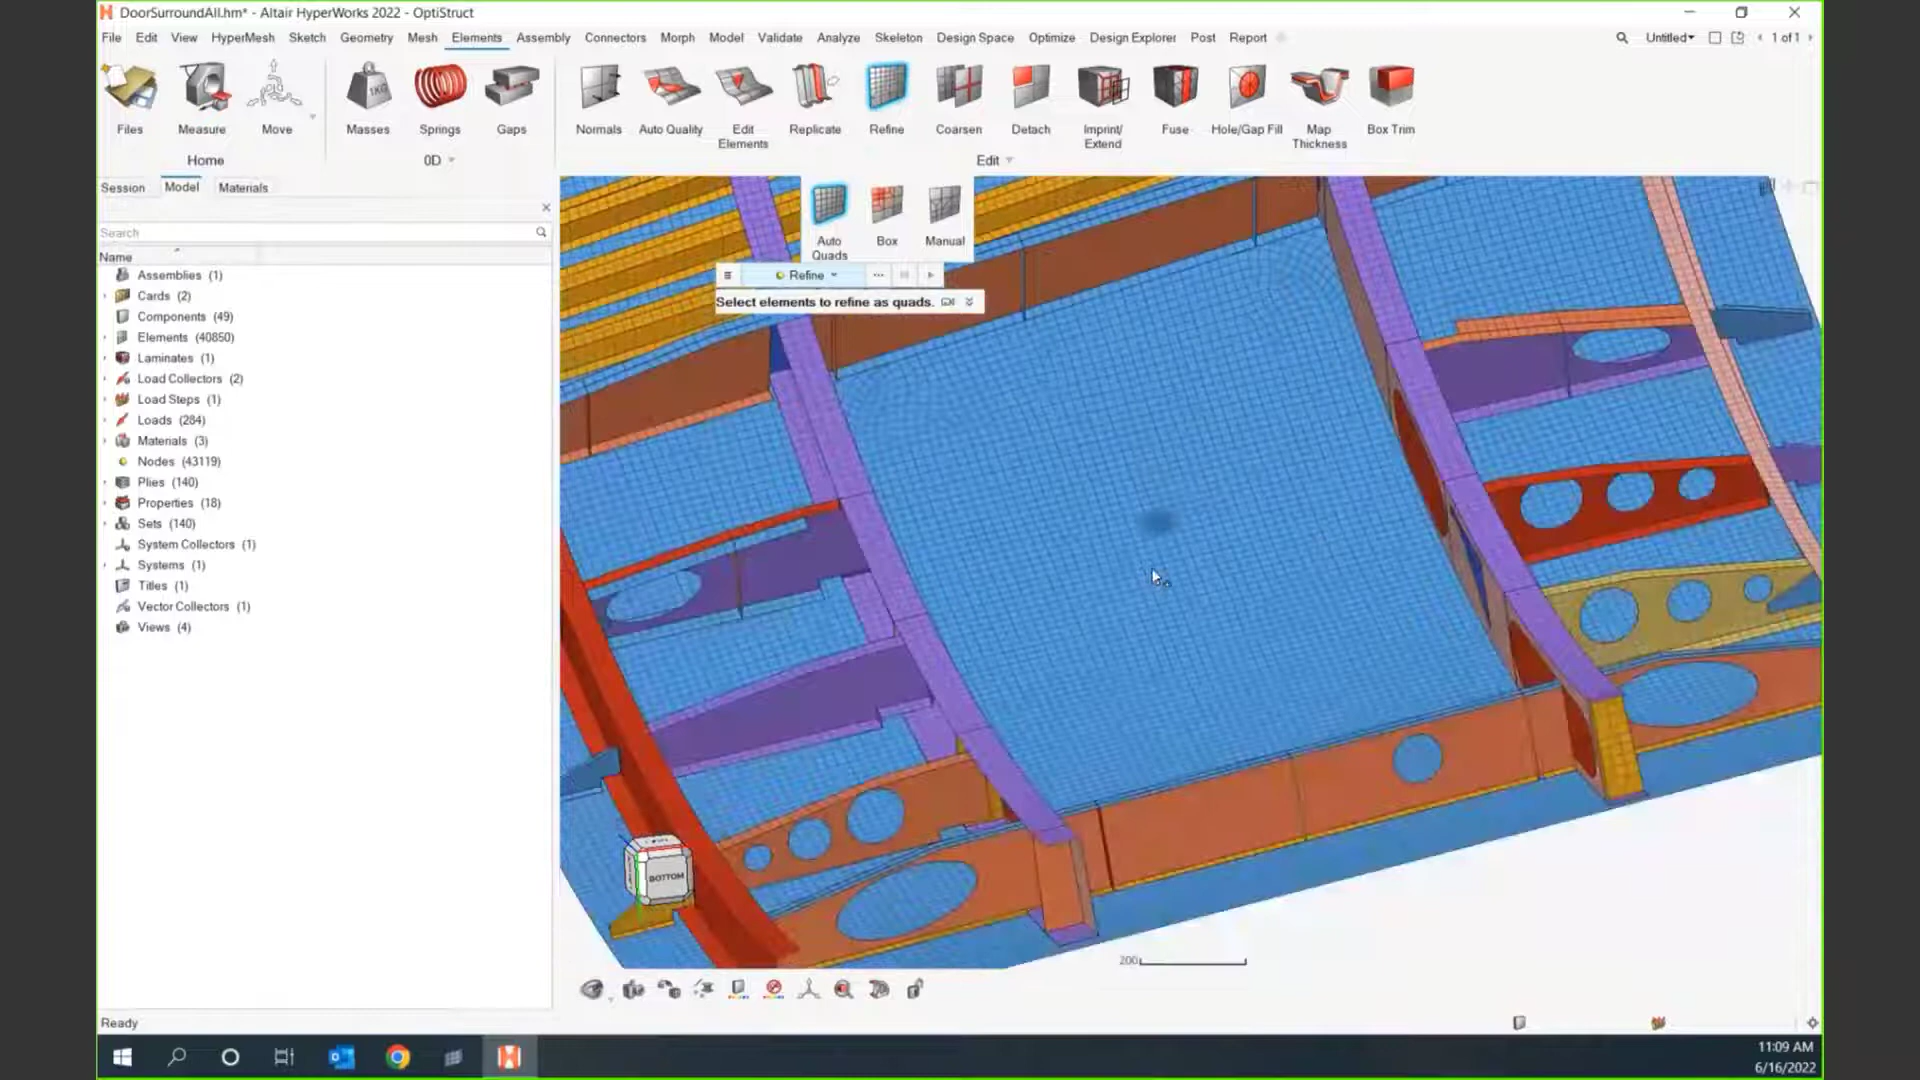 DoorSurroundAll.hm* - Altair HyperWorks 2022 - OptiStruct
File Edit View HyperMesh Sketch Geometry Mesh Elements Assembly Connectors Morph Model Validate Analyze Skeleton Design Space Optimize Design Explorer Post Report Untitled 1 of 1
1KG
Files Measure Move Masses Springs Gaps Normals Auto Quality Edit Elements Replicate Refine Coarsen Detach Imprint/ Extend Fuse Hole/Gap Fill Map Thickness Box Trim
Home 0D Edit
Session Model Materials
Auto Quads Box Manual
Search
Name
Refine
Select elements to refine as quads.
Assemblies (1)
Cards (2)
Components (49)
Elements (40850)
Laminates (1)
Load Collectors (2)
Load Steps (1)
Loads (284)
Materials (3)
Nodes (43119)
Plies (140)
Properties (18)
Sets (140)
System Collectors (1)
Systems (1)
Titles (1)
Vector Collectors (1)
Views (4)
BOTTOM
200
Ready
11:09 AM
6/16/2022